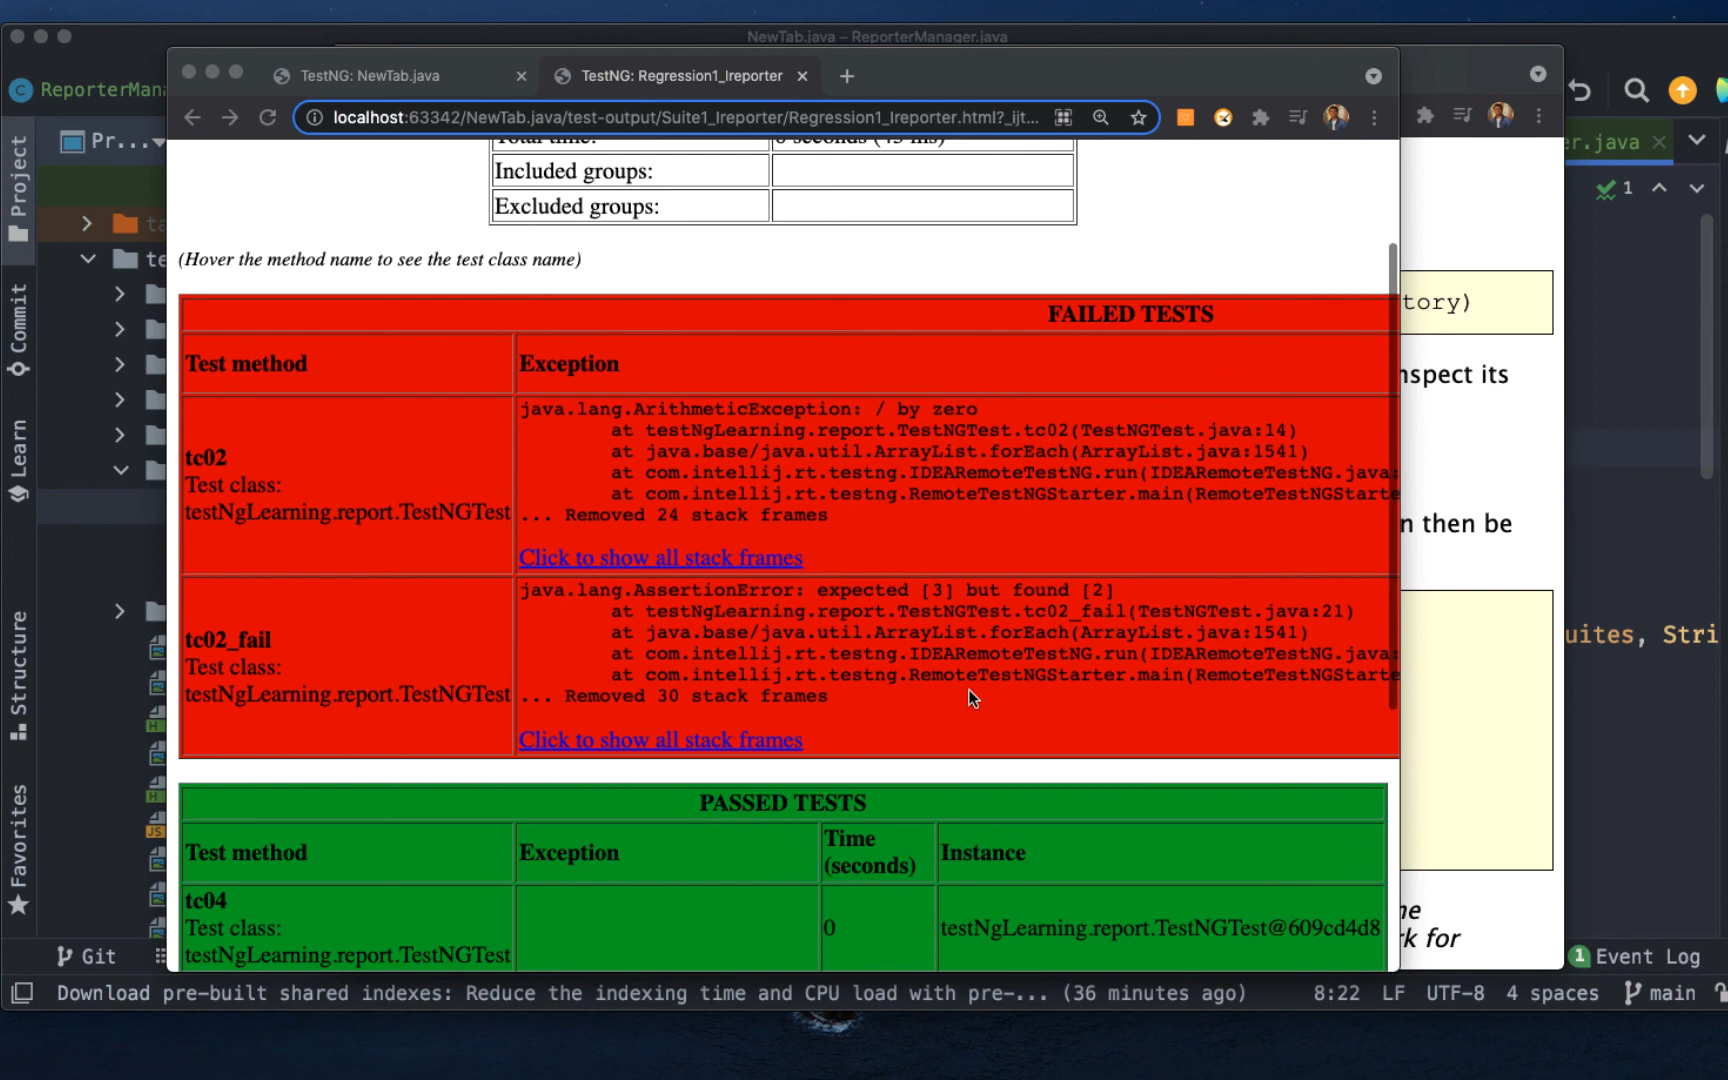 NewTab.java – ReporterManager.java
ReporterMana
TestNG: NewTab.java
TestNG: Regression1_Ireporter
localhost:63342/NewTab.java/test-output/Suite1_Ireporter/Regression1_Ireporter.html?_ijt...
Project
Commit
Learn
Structure
Favorites
Pr...
ta
te
er.java
1
Included groups:
Excluded groups:
(Hover the method name to see the test class name)
FAILED TESTS
Test method
Exception
tc02
Test class:
testNgLearning.report.TestNGTest
java.lang.ArithmeticException: / by zero
at testNgLearning.report.TestNGTest.tc02(TestNGTest.java:14)
at java.base/java.util.ArrayList.forEach(ArrayList.java:1541)
at com.intellij.rt.testng.IDEARemoteTestNG.run(IDEARemoteTestNG.java:
at com.intellij.rt.testng.RemoteTestNGStarter.main(RemoteTestNGStarte
... Removed 24 stack frames
Click to show all stack frames
tc02_fail
Test class:
testNgLearning.report.TestNGTest
java.lang.AssertionError: expected [3] but found [2]
at testNgLearning.report.TestNGTest.tc02_fail(TestNGTest.java:21)
at java.base/java.util.ArrayList.forEach(ArrayList.java:1541)
at com.intellij.rt.testng.IDEARemoteTestNG.run(IDEARemoteTestNG.java:
at com.intellij.rt.testng.RemoteTestNGStarter.main(RemoteTestNGStarte
... Removed 30 stack frames
Click to show all stack frames
PASSED TESTS
Test method
Exception
Time
(seconds)
Instance
tc04
Test class:
testNgLearning.report.TestNGTest
0
testNgLearning.report.TestNGTest@609cd4d8
tory)
nspect its
n then be
uites, Stri
ne
rk for
Git
1 Event Log
Download pre-built shared indexes: Reduce the indexing time and CPU load with pre-... (36 minutes ago)
8:22 LF UTF-8 4 spaces main